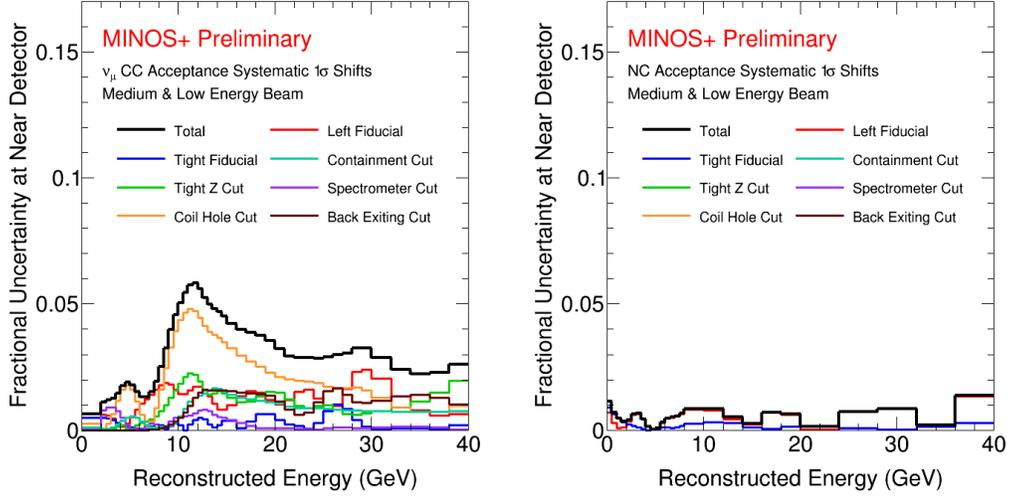 Fractional Uncertainty at Near Detector
0.15
0.1
0.05
0
MINOS+ Preliminary
νμ CC Acceptance Systematic 1σ Shifts
Medium & Low Energy Beam
Total
Left Fiducial
Tight Fiducial
Containment Cut
Tight Z Cut
Spectrometer Cut
Coil Hole Cut
Back Exiting Cut
0 10 20 30 40
Reconstructed Energy (GeV)
Fractional Uncertainty at Near Detector
0.15
0.1
0.05
0
MINOS+ Preliminary
NC Acceptance Systematic 1σ Shifts
Medium & Low Energy Beam
Total
Left Fiducial
Tight Fiducial
Containment Cut
Tight Z Cut
Spectrometer Cut
Coil Hole Cut
Back Exiting Cut
0 10 20 30 40
Reconstructed Energy (GeV)